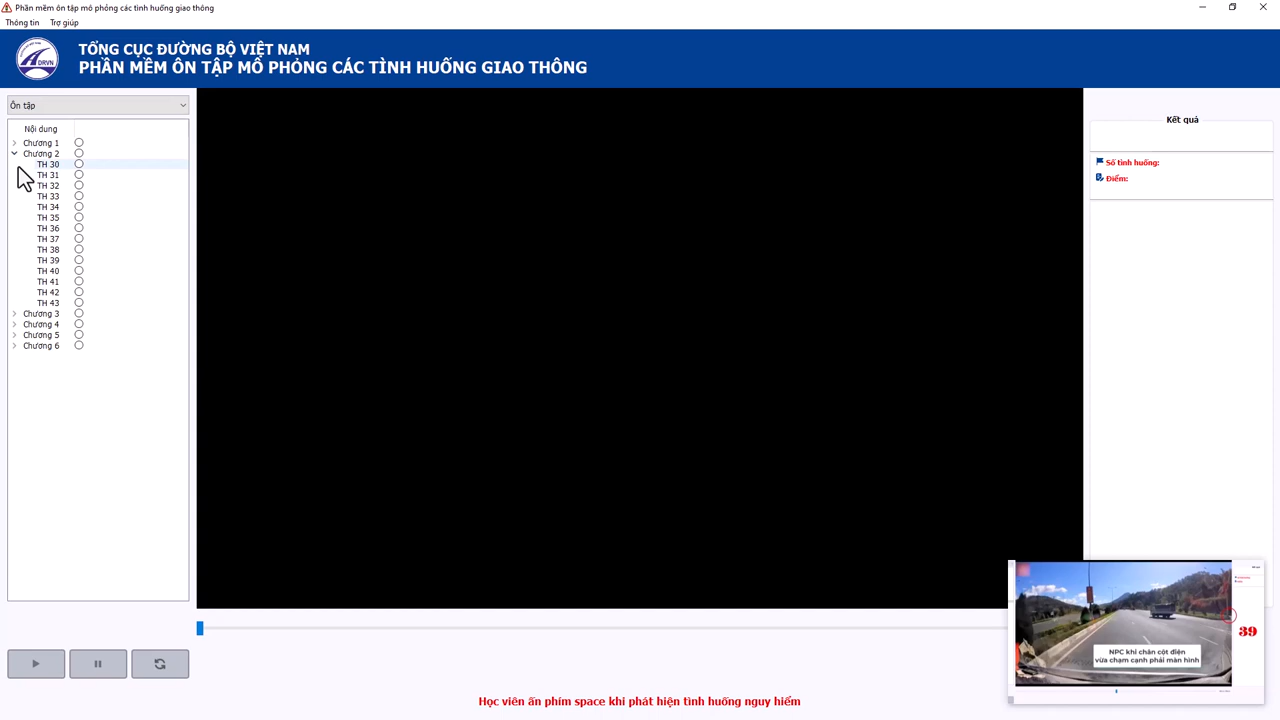 Phần mềm ôn tập mô phỏng các tình huống giao thông
Thông tin Trợ giúp
TỔNG CỤC ĐƯỜNG BỘ VIỆT NAM
PHẦN MỀM ÔN TẬP MÔ PHỎNG CÁC TÌNH HUỐNG GIAO THÔNG
DRVN
Ôn tập
Nội dung
Chương 1
Chương 2
TH 30
TH 31
TH 32
TH 33
TH 34
TH 35
TH 36
TH 37
TH 38
TH 39
TH 40
TH 41
TH 42
TH 43
Chương 3
Chương 4
Chương 5
Chương 6
Kết quả
Số tình huống:
Điểm:
39
NPC khi chân cột điện
vừa chạm cạnh phải màn hình
Học viên ấn phím space khi phát hiện tình huống nguy hiểm